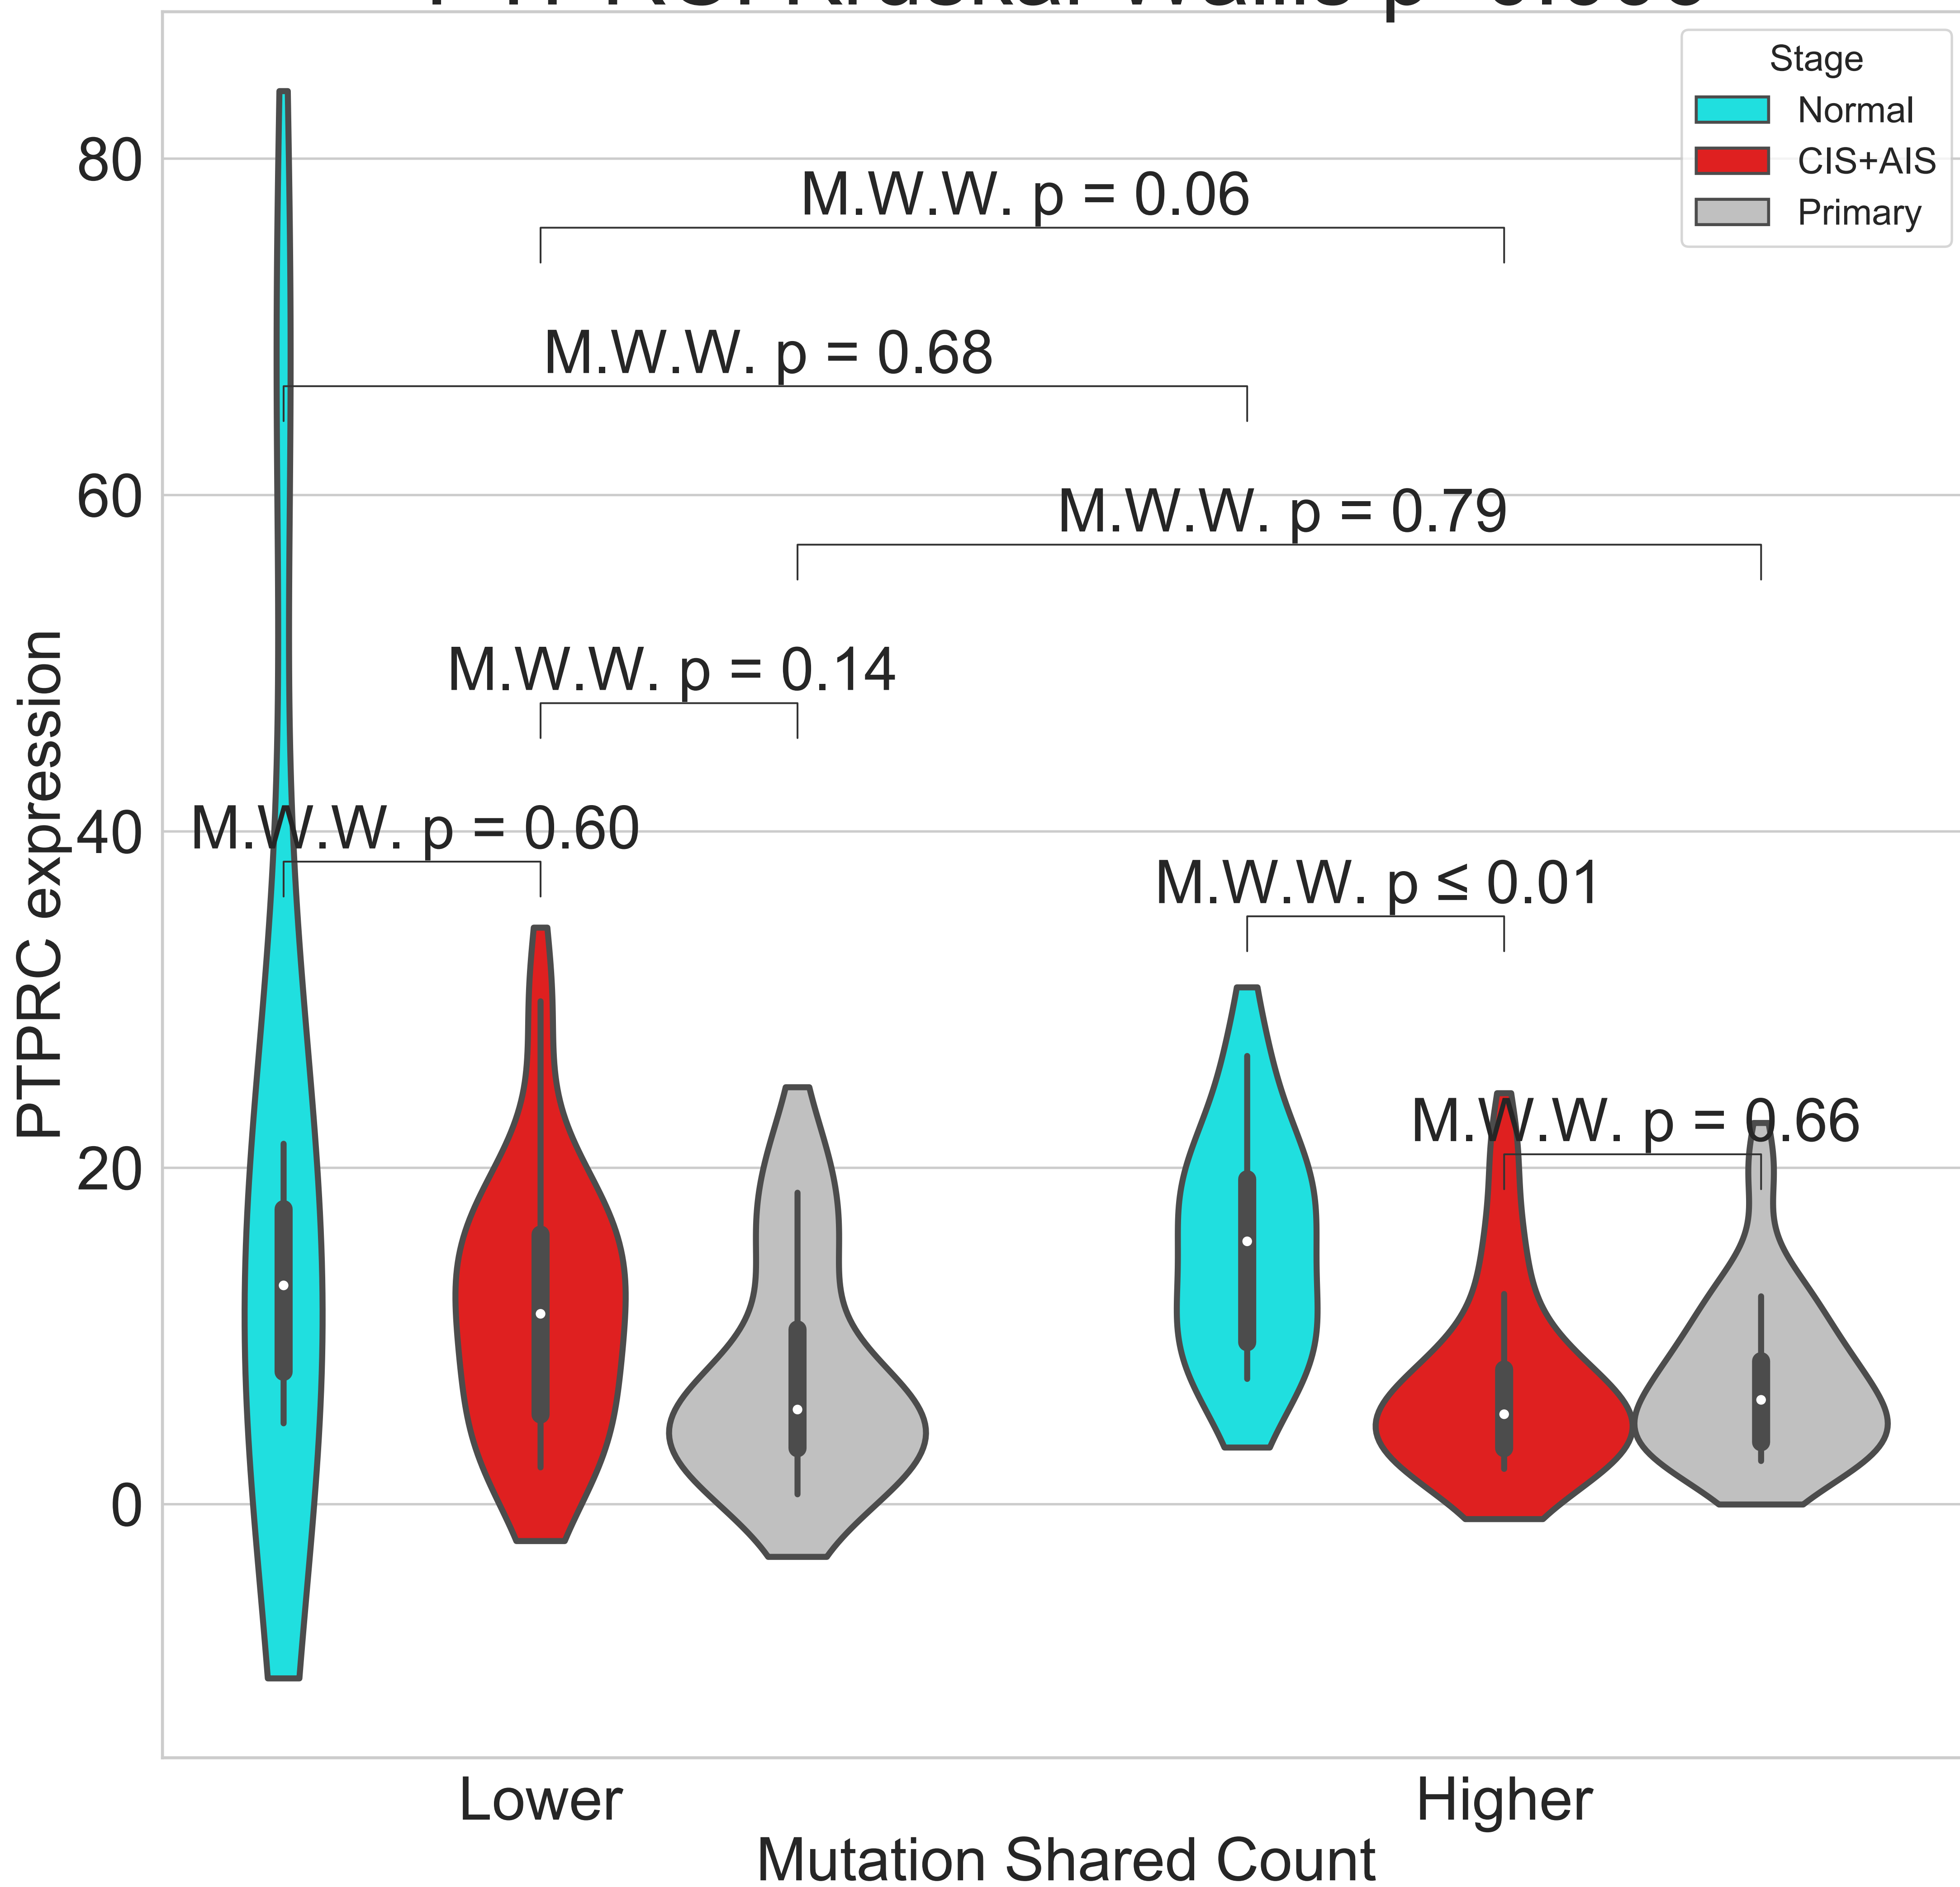 Stage
Normal
CIS+AIS
Primary
80
60
40
20
0
PTPRC expression
M.W.W. p = 0.06
M.W.W. p = 0.68
M.W.W. p = 0.79
M.W.W. p = 0.14
M.W.W. p = 0.60
M.W.W. p ≤ 0.01
M.W.W. p = 0.66
Lower
Higher
Mutation Shared Count